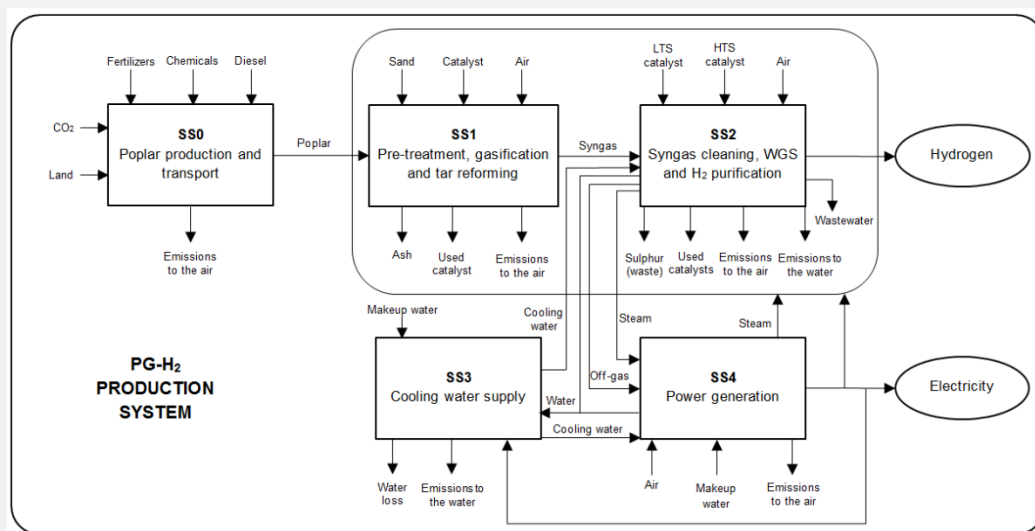 Fertilizers Chemicals Diesel
CO₂
Land
SS0
Poplar production and
transport
Emissions
to the air
Poplar
Sand Catalyst Air
SS1
Pre-treatment, gasification
and tar reforming
Ash
Used
catalyst
Emissions
to the air
Syngas
LTS
catalyst
HTS
catalyst
Air
SS2
Syngas cleaning, WGS
and H₂ purification
Wastewater
Sulphur
(waste)
Used
catalysts
Emissions
to the air
Emissions to
the water
Hydrogen
PG-H₂
PRODUCTION
SYSTEM
Makeup water
Cooling
water
SS3
Cooling water supply
Water
loss
Emissions to
the water
Steam
Off-gas
Water
Cooling water
Steam
SS4
Power generation
Air
Makeup
water
Emissions
to the air
Electricity